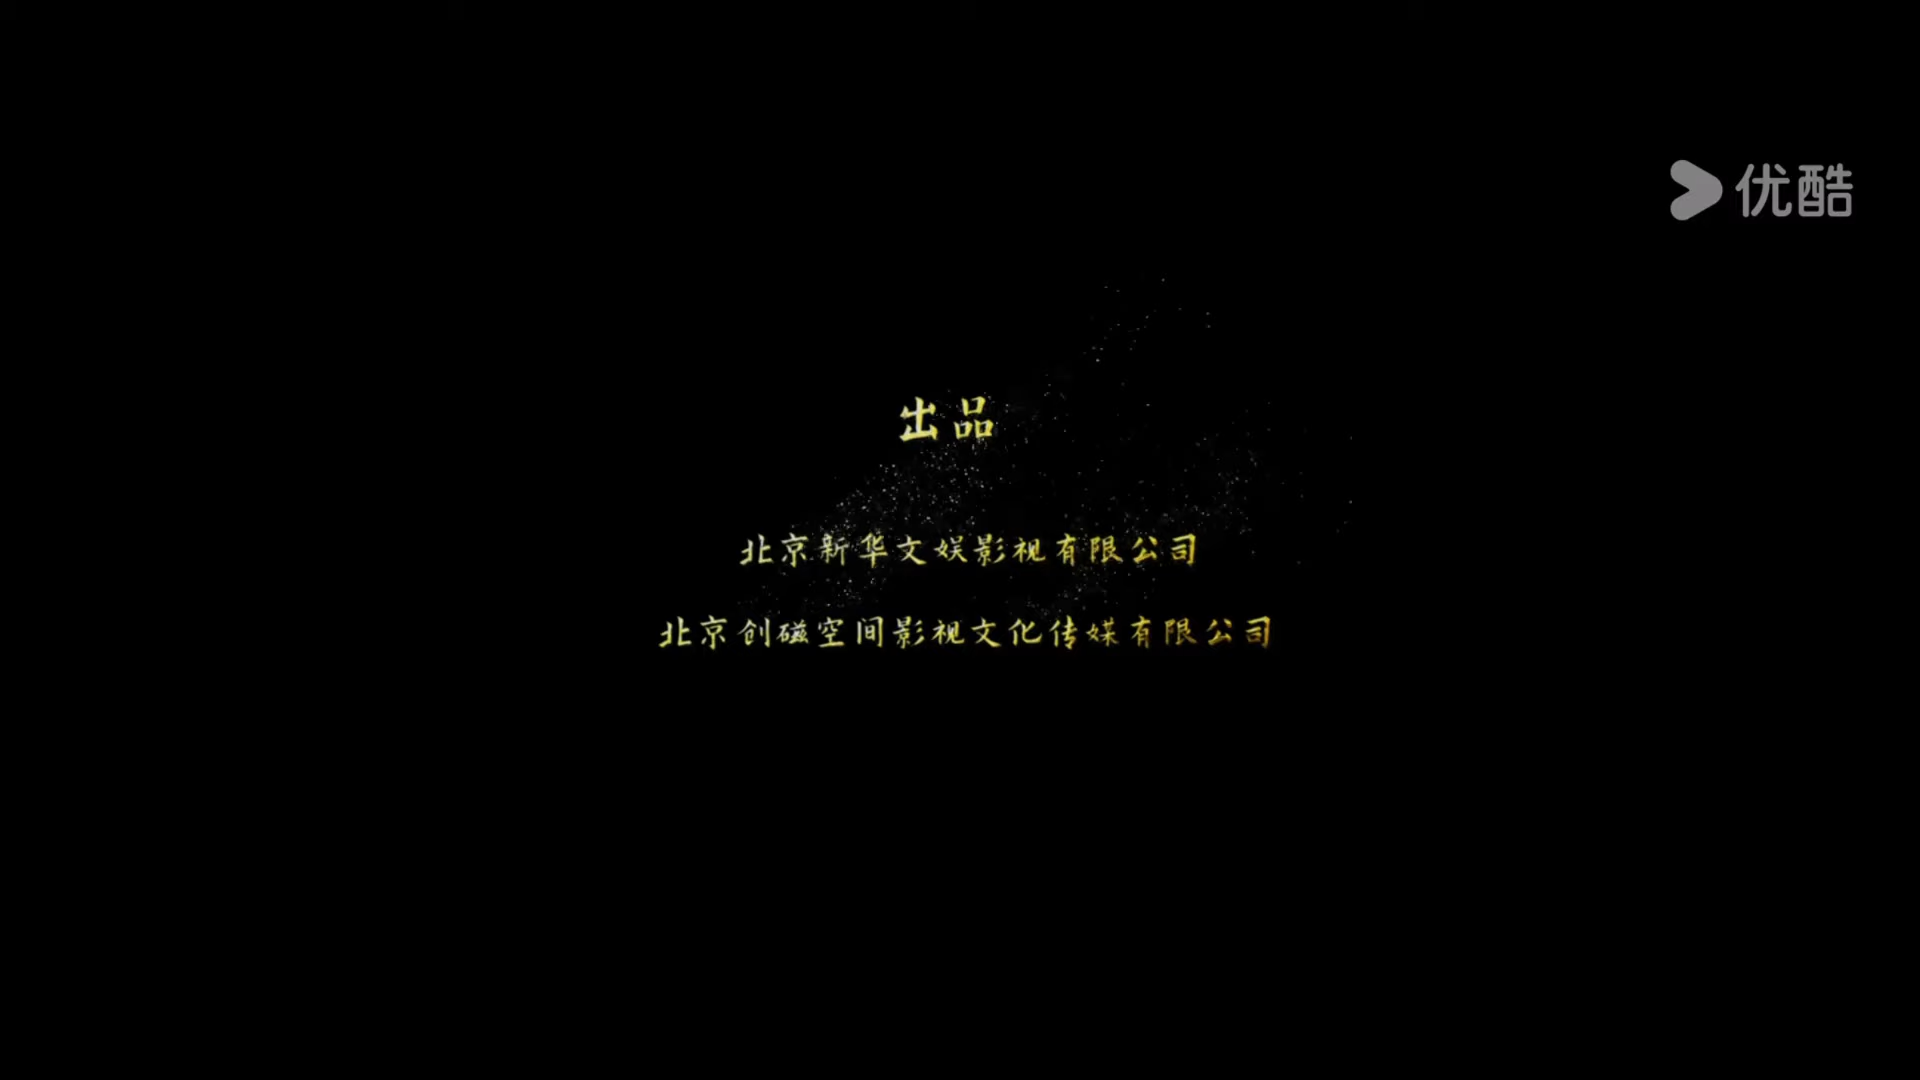 优酷
出品
北京新华文娱影视有限公司
北京创磁空间影视文化传媒有限公司